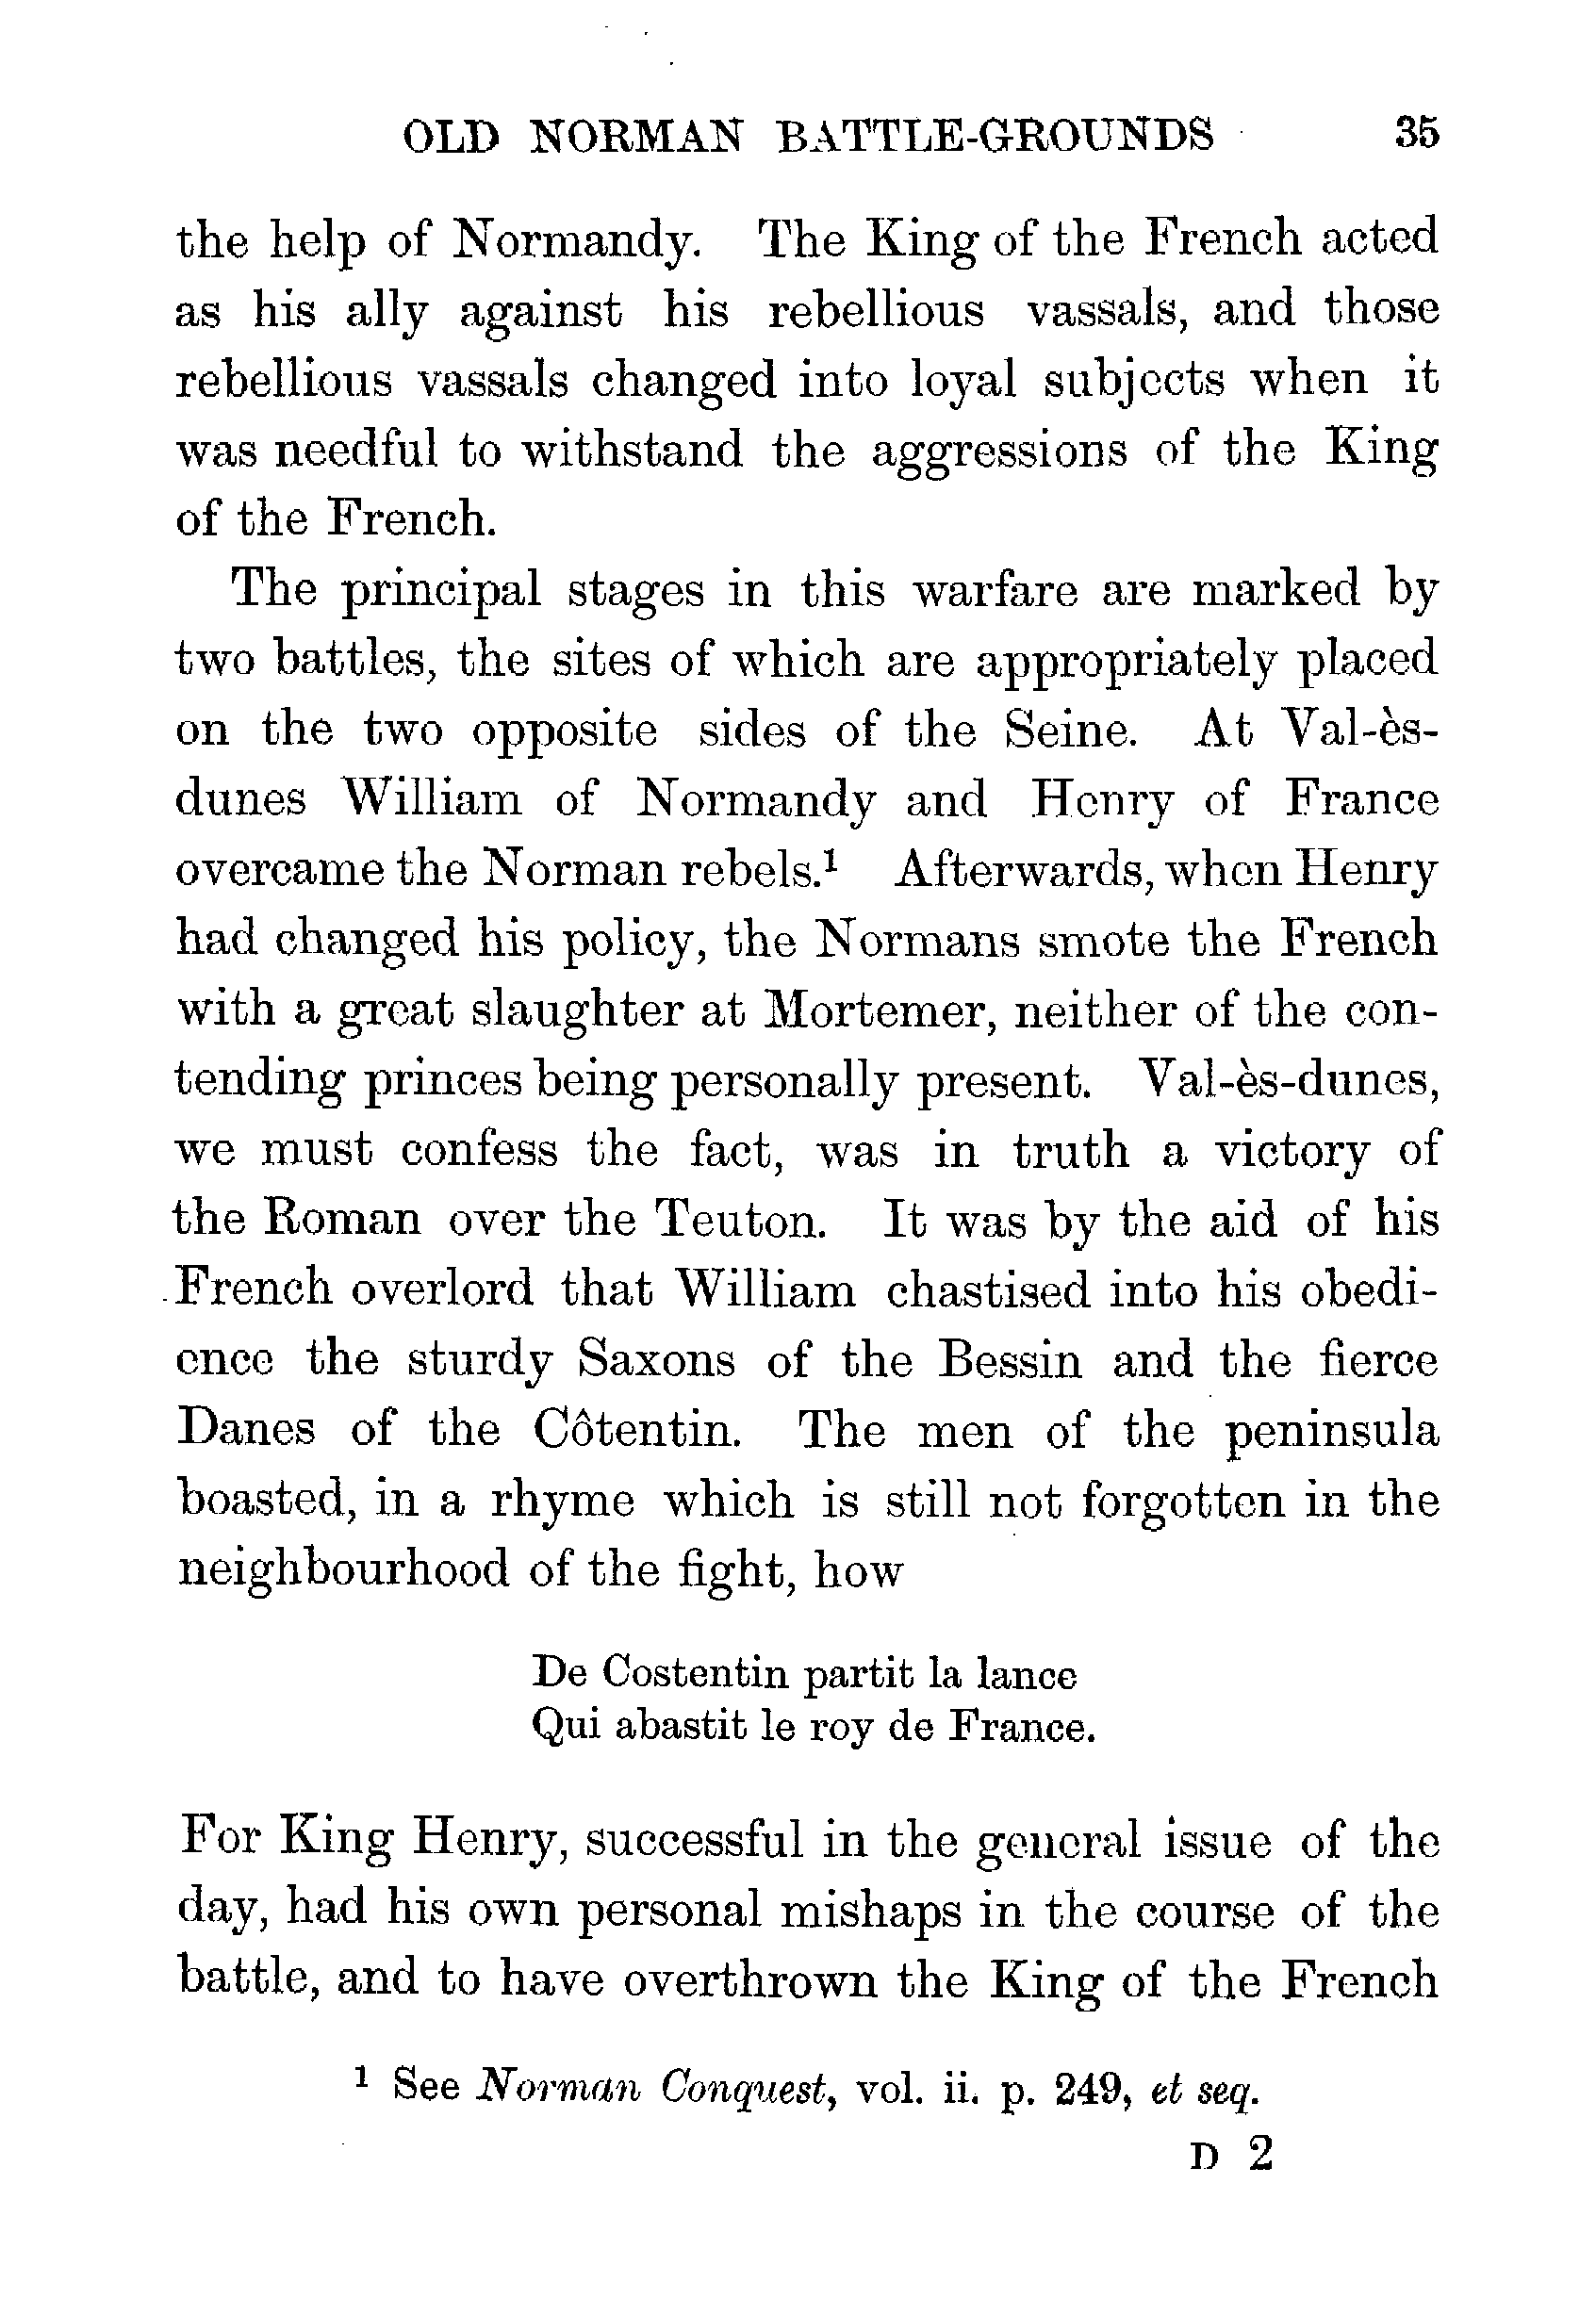 OLD NORMAN BATTLE-GROUNDS 35
the help of Normandy. The King of the French acted
as his ally against his rebellious vassals, and those
rebellious vassals changed into loyal subjects when it
was needful to withstand the aggressions of the King
of the French.
The principal stages in this warfare are marked by
two battles, the sites of which are appropriately placed
on the two opposite sides of the Seine. At Val-ès-
dunes William of Normandy and Henry of France
overcame the Norman rebels.¹ Afterwards, when Henry
had changed his policy, the Normans smote the French
with a great slaughter at Mortemer, neither of the con-
tending princes being personally present. Val-ès-dunes,
we must confess the fact, was in truth a victory of
the Roman over the Teuton. It was by the aid of his
French overlord that William chastised into his obedi-
ence the sturdy Saxons of the Bessin and the fierce
Danes of the Côtentin. The men of the peninsula
boasted, in a rhyme which is still not forgotten in the
neighbourhood of the fight, how
De Costentin partit la lance
Qui abastit le roy de France.
For King Henry, successful in the general issue of the
day, had his own personal mishaps in the course of the
battle, and to have overthrown the King of the French
¹ See Norman Conquest, vol. ii. p. 249, et seq.
D 2